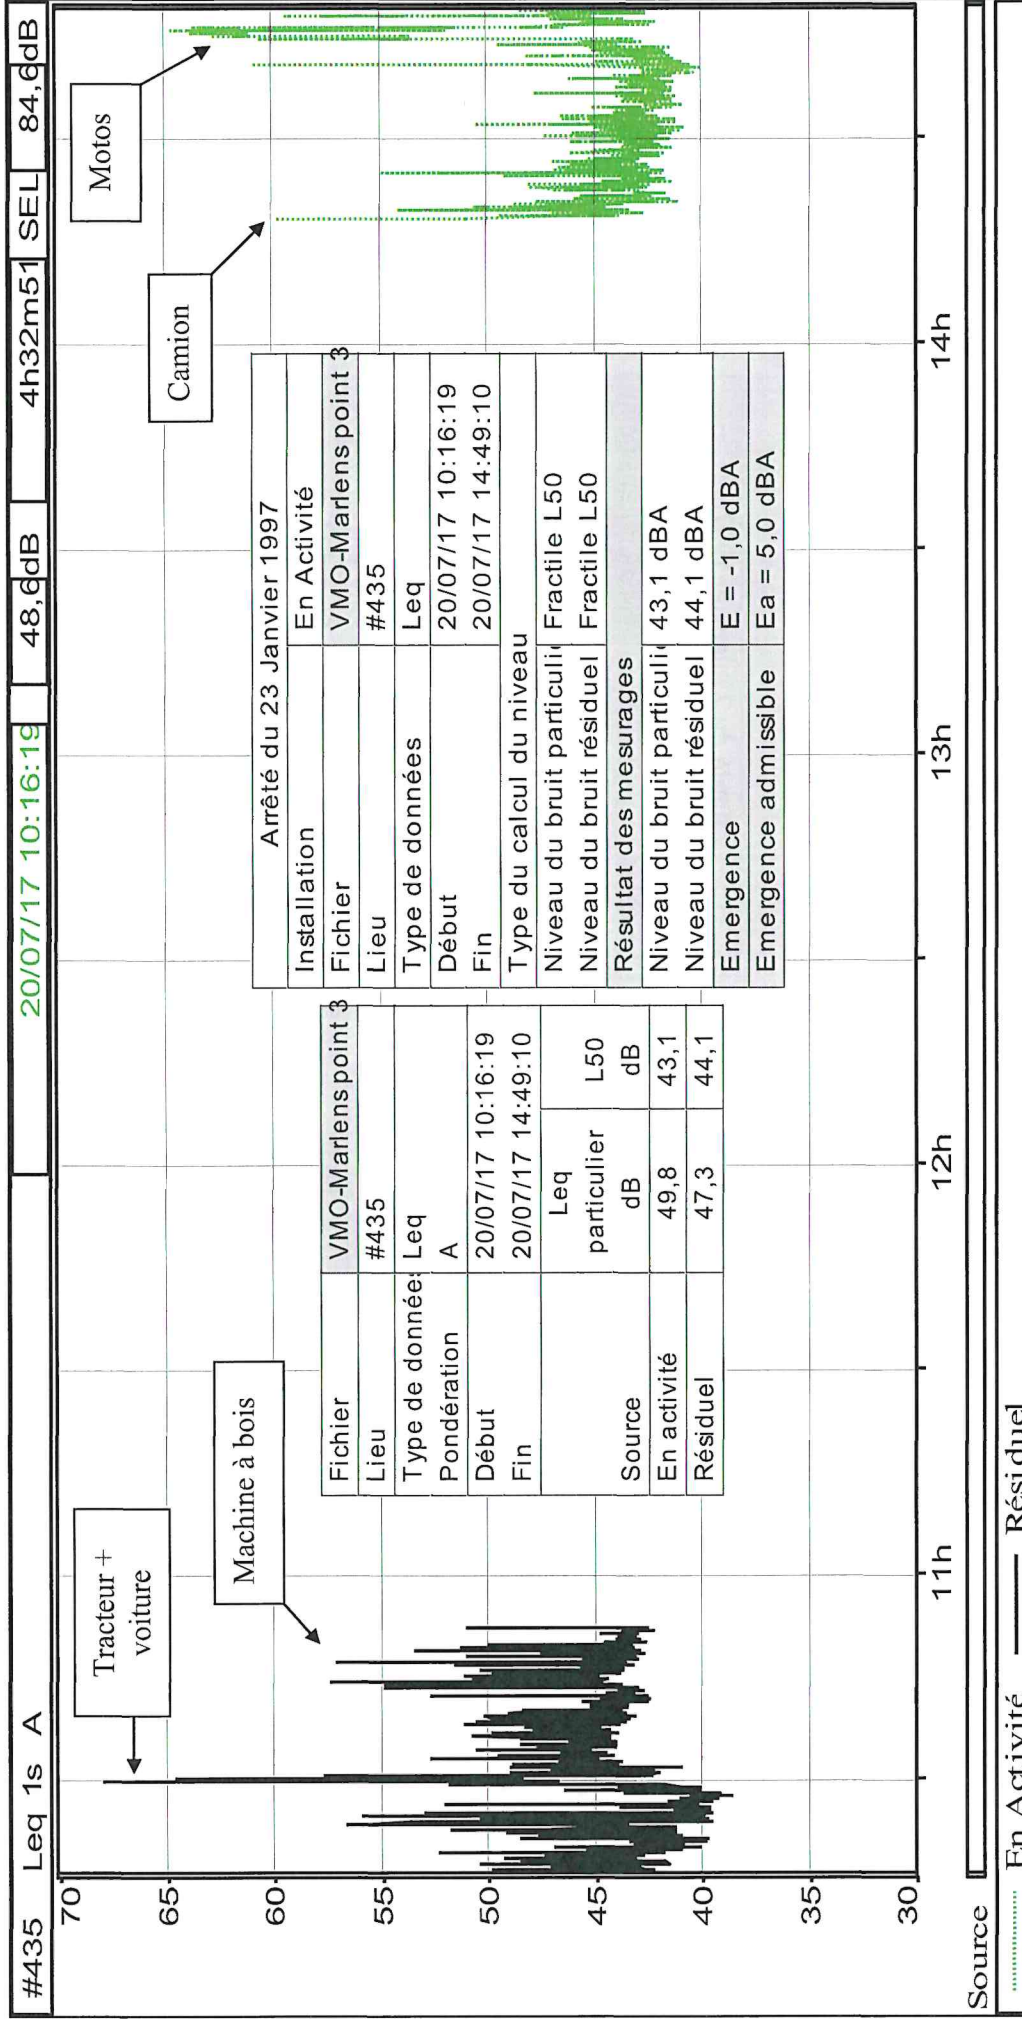 #435 Leq 1s A 20/07/17 10:16:19 48,6dB 4h32m51 SEL 84,6dB
70
65
60
55
50
45
40
35
30
Tracteur +
voiture
Machine à bois
Camion
Motos
Fichier VMO-Marlens point 3
Lieu #435
Type de données Leq
Pondération A
Début 20/07/17 10:16:19
Fin 20/07/17 14:49:10
Leq
particulier L50
Source dB dB
En activité 49,8 43,1
Résiduel 47,3 44,1
Arrêté du 23 Janvier 1997
Installation En Activité
Fichier VMO-Marlens point 3
Lieu #435
Type de données Leq
Début 20/07/17 10:16:19
Fin 20/07/17 14:49:10
Type du calcul du niveau
Niveau du bruit particulie Fractile L50
Niveau du bruit résiduel Fractile L50
Résultat des mesurages
Niveau du bruit particulie 43,1 dBA
Niveau du bruit résiduel 44,1 dBA
Emergence E = -1,0 dBA
Emergence admissible Ea = 5,0 dBA
11h 12h 13h 14h
Source
En Activité Résiduel